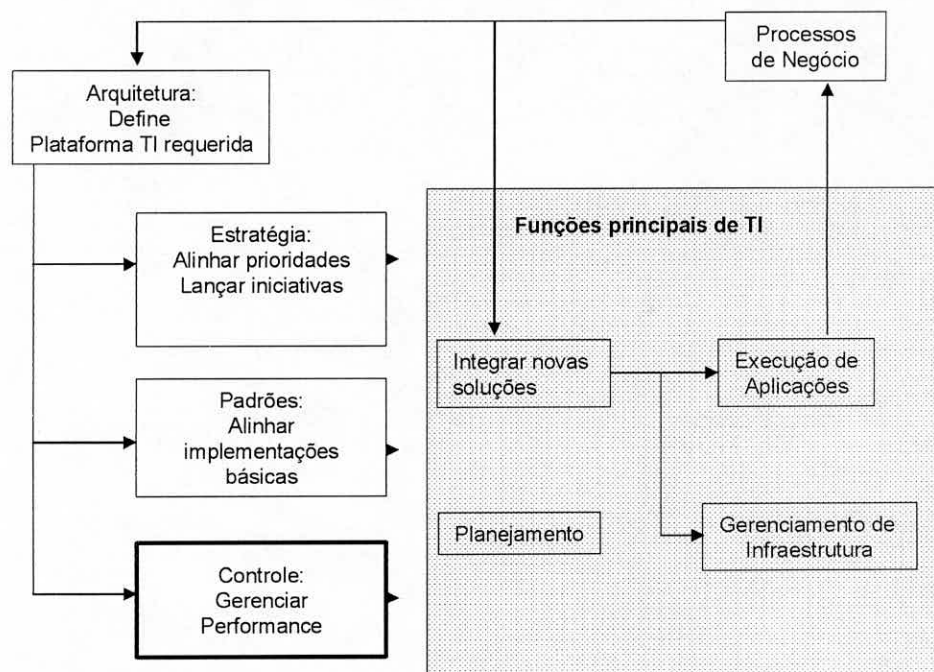 Processos
de Negócio
Arquitetura:
Define
Plataforma TI requerida
Estratégia:
Alinhar prioridades
Lançar iniciativas
Padrões:
Alinhar
implementações
básicas
Controle:
Gerenciar
Performance
Funções principais de TI
Integrar novas
soluções
Execução de
Aplicações
Planejamento
Gerenciamento de
Infraestrutura